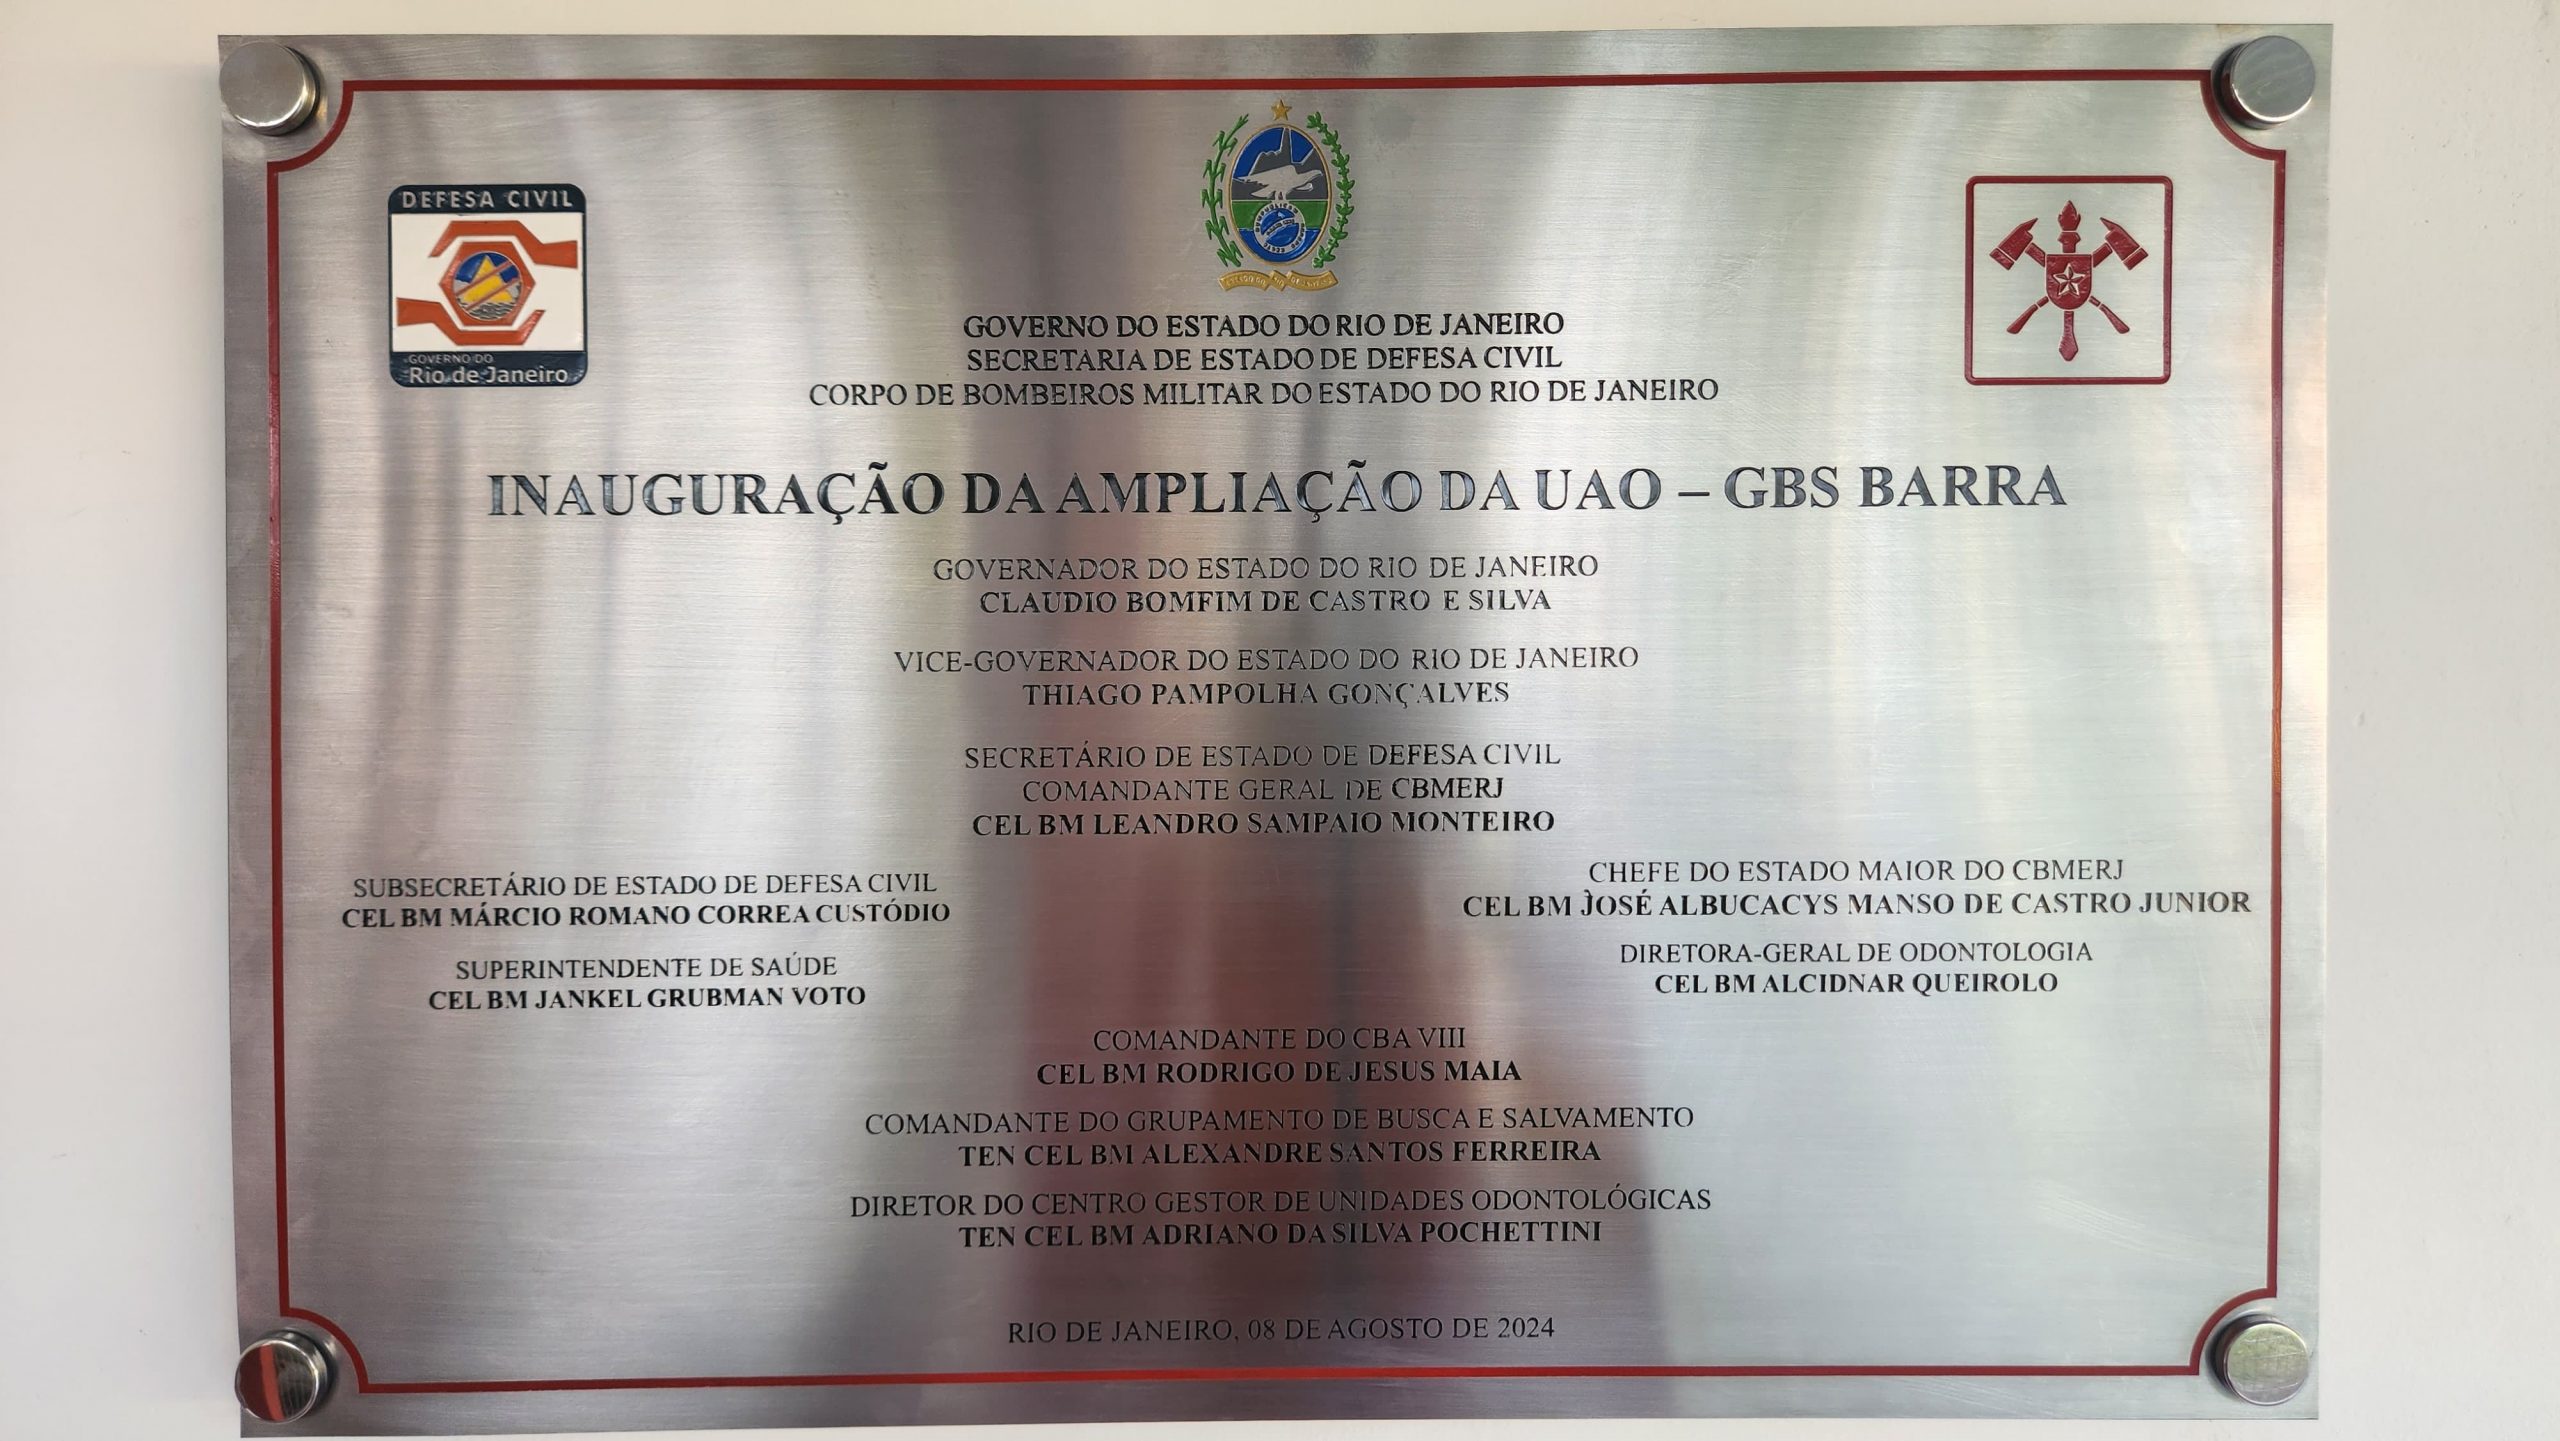 DEFESA CIVIL
GOVERNO DO
Rio de Janeiro
GOVERNO DO ESTADO DO RIO DE JANEIRO
SECRETARIA DE ESTADO DE DEFESA CIVIL
CORPO DE BOMBEIROS MILITAR DO ESTADO DO RIO DE JANEIRO
INAUGURAÇÃO DA AMPLIAÇÃO DA UAO – GBS BARRA
GOVERNADOR DO ESTADO DO RIO DE JANEIRO
CLAUDIO BOMFIM DE CASTRO E SILVA
VICE-GOVERNADOR DO ESTADO DO RIO DE JANEIRO
THIAGO PAMPOLHA GONÇALVES
SECRETÁRIO DE ESTADO DE DEFESA CIVIL
COMANDANTE GERAL DE CBMERJ
CEL BM LEANDRO SAMPAIO MONTEIRO
SUBSECRETÁRIO DE ESTADO DE DEFESA CIVIL
CEL BM MÁRCIO ROMANO CORREA CUSTÓDIO
SUPERINTENDENTE DE SAÚDE
CEL BM JANKEL GRUBMAN VOTO
CHEFE DO ESTADO MAIOR DO CBMERJ
CEL BM JOSÉ ALBUCACYS MANSO DE CASTRO JUNIOR
DIRETORA-GERAL DE ODONTOLOGIA
CEL BM ALCIDNAR QUEIROLO
COMANDANTE DO CBA VIII
CEL BM RODRIGO DE JESUS MAIA
COMANDANTE DO GRUPAMENTO DE BUSCA E SALVAMENTO
TEN CEL BM ALEXANDRE SANTOS FERREIRA
DIRETOR DO CENTRO GESTOR DE UNIDADES ODONTOLÓGICAS
TEN CEL BM ADRIANO DA SILVA POCHETTINI
RIO DE JANEIRO, 08 DE AGOSTO DE 2024